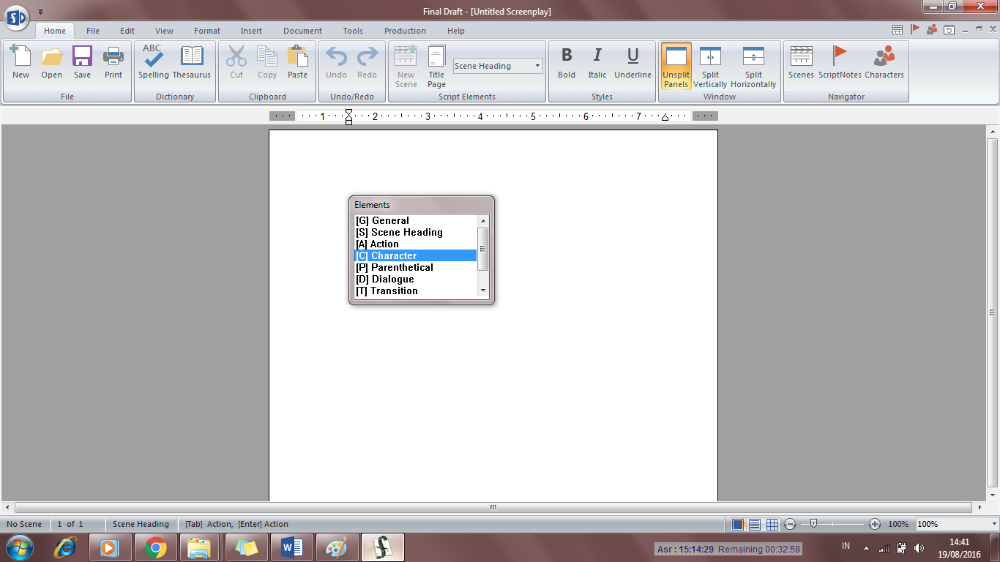 Final Draft - [Untitled Screenplay]
Home File Edit View Format Insert Document Tools Production Help
New Open Save Print
File
ABC
Spelling Thesaurus
Dictionary
Cut Copy Paste
Clipboard
Undo Redo
Undo/Redo
New Scene
Title Page
Scene Heading
Script Elements
B I U
Bold Italic Underline
Styles
Unsplit Panels
Split Vertically
Split Horizontally
Window
Scenes ScriptNotes Characters
Navigator
1 2 3 4 5 6 7
Elements
[G] General
[S] Scene Heading
[A] Action
[C] Character
[P] Parenthetical
[D] Dialogue
[T] Transition
No Scene 1 of 1 Scene Heading [Tab] Action, [Enter] Action 100% 100%
Asr : 15:14:29 Remaining 00:32:58
IN
14:41
19/08/2016